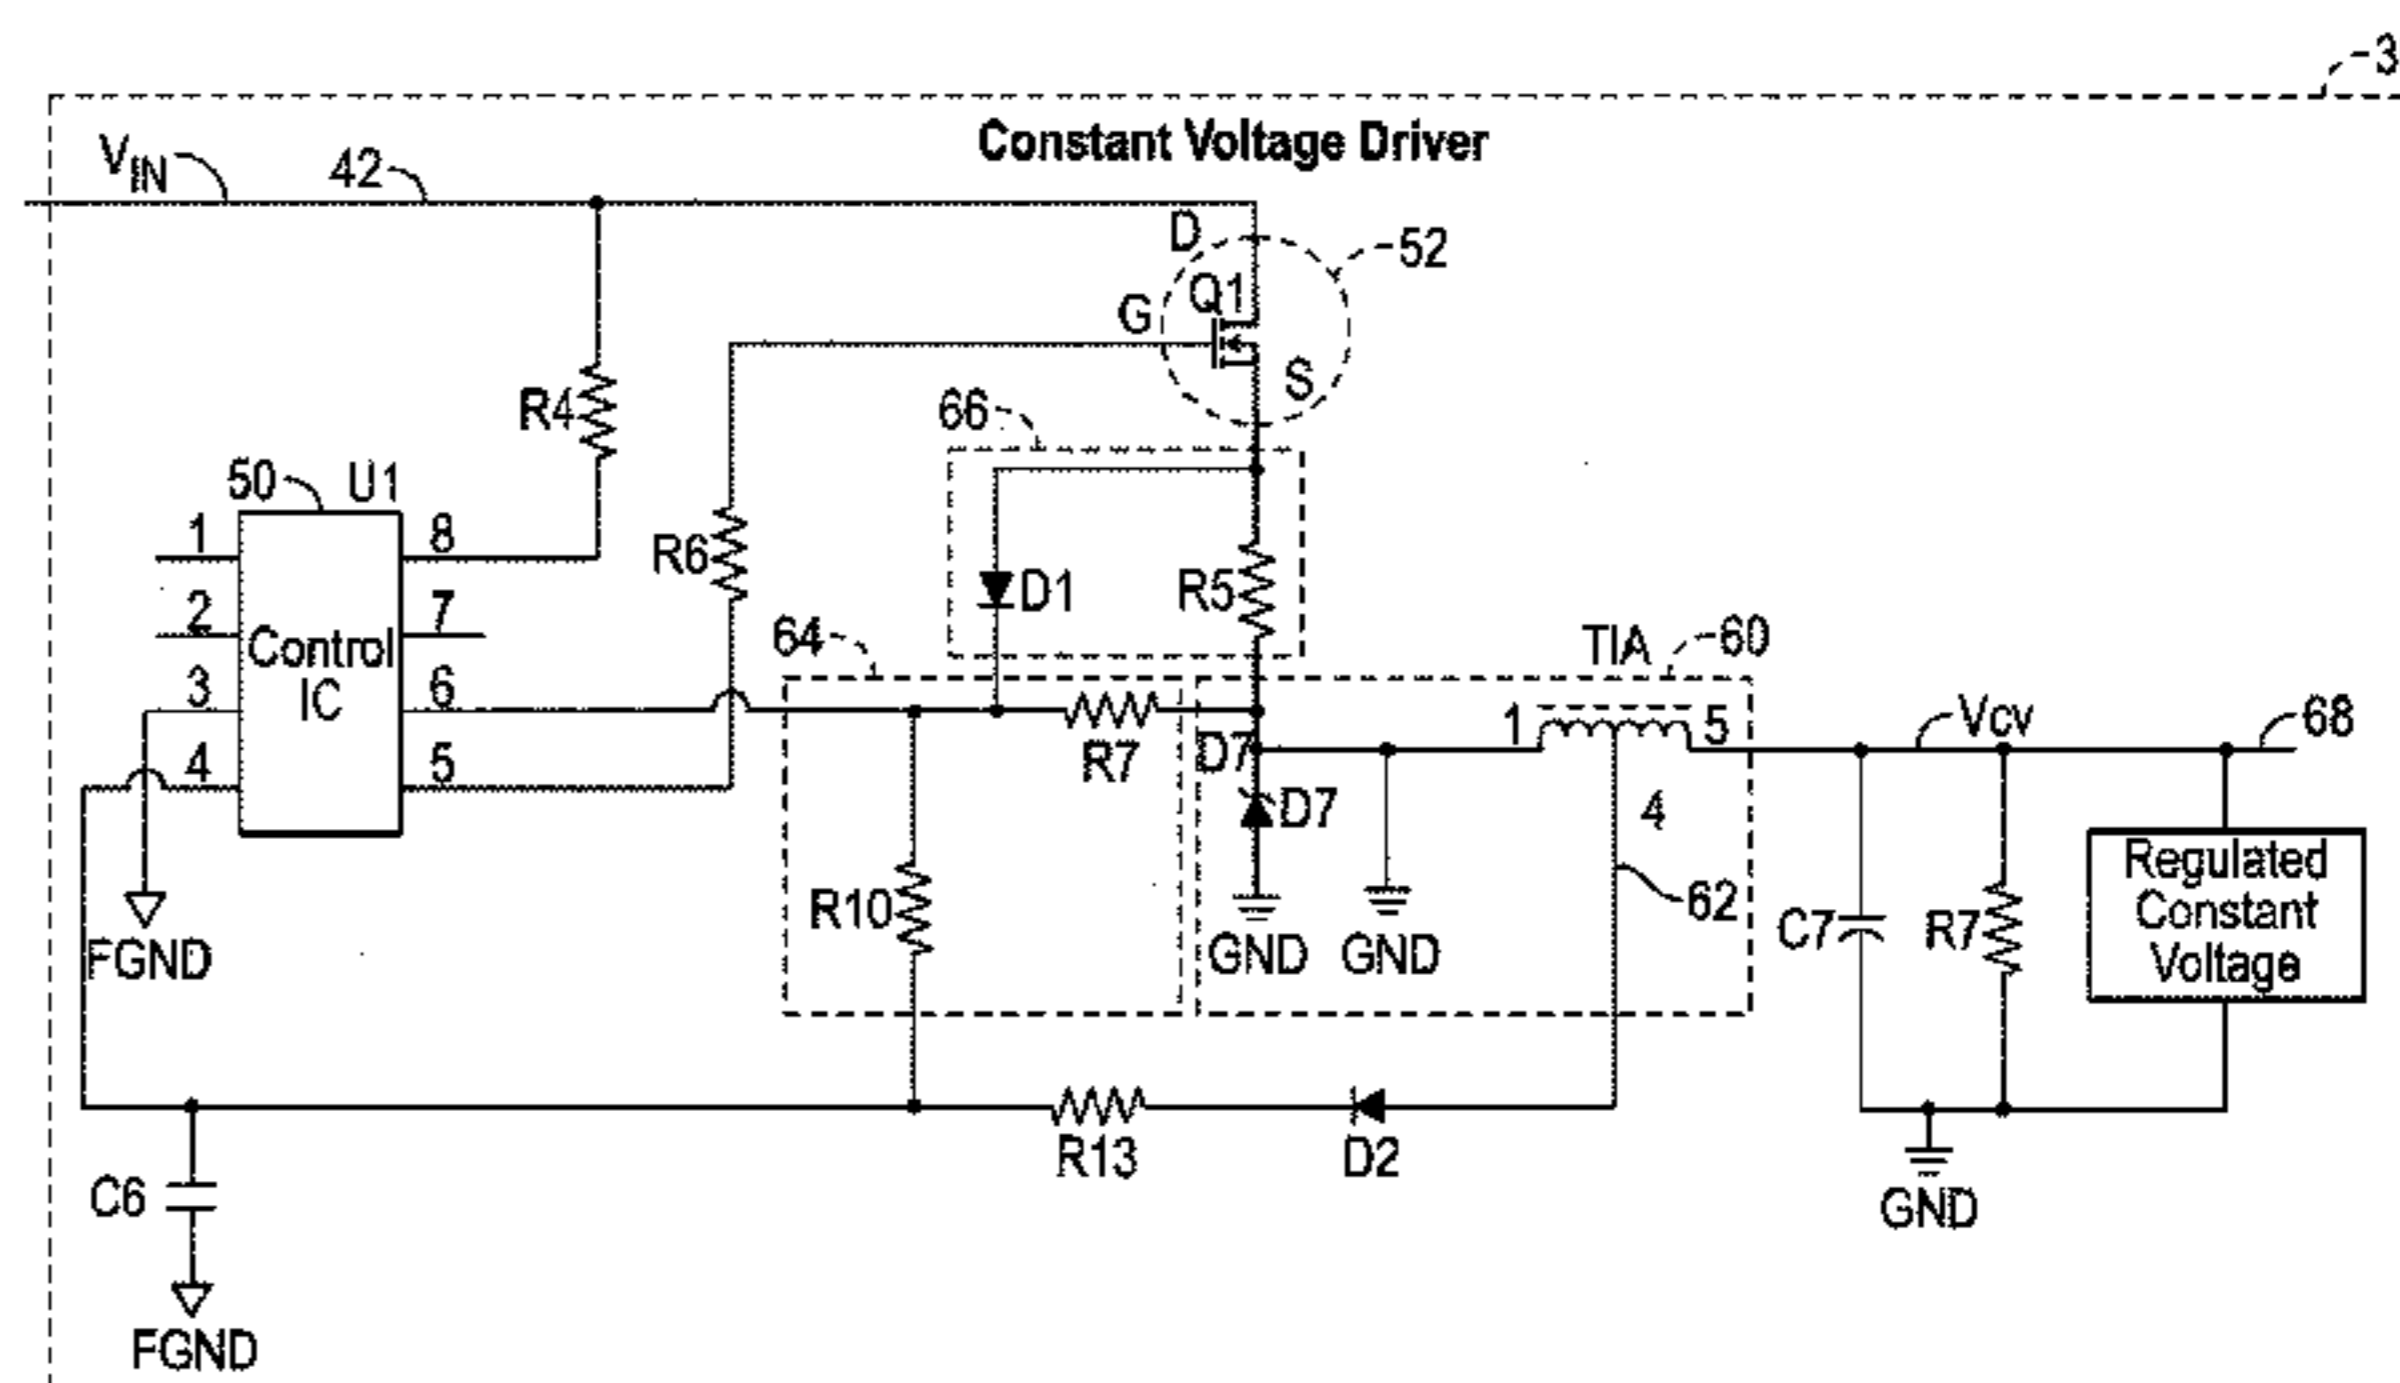 3
Constant Voltage Driver
VIN
42
D
52
Q1
G
S
R4
66
50
U1
1
8
R6
D1
R5
2
7
64
TIA
60
Control
IC
3
6
1
5
Vcv
68
R7
D7
4
5
D7
4
Regulated
Constant
Voltage
R10
62
C7
R7
FGND
GND
GND
R13
D2
C6
GND
FGND